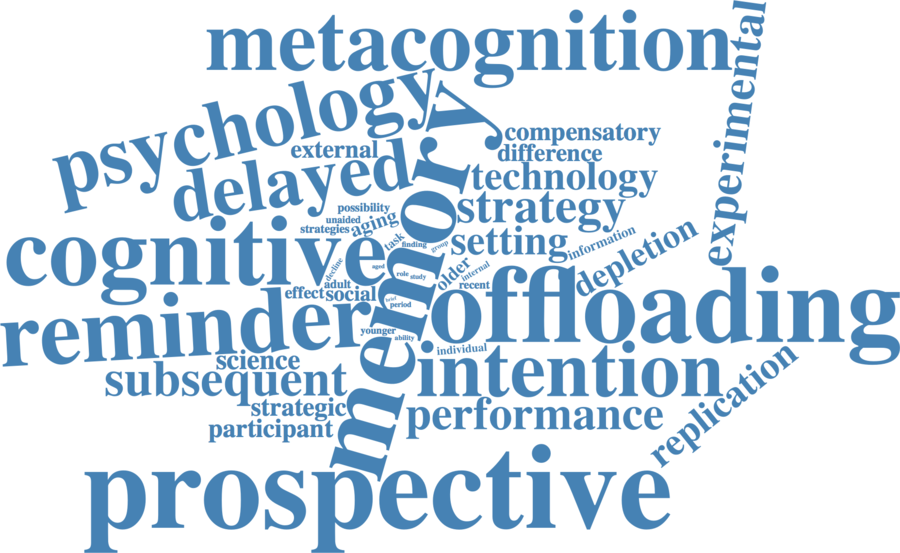 metacognition
experimental
psychology
memory
compensatory
external
difference
delayed
technology
possibility
strategy
unaided
aging
strategies
task
finding
group
setting
information
cognitive
depletion
decline
aged
role
study
older
internal
adult
recent
offloading
effect
social
brief
period
reminder
younger
ability
individual
science
intention
subsequent
replication
strategic
performance
participant
prospective